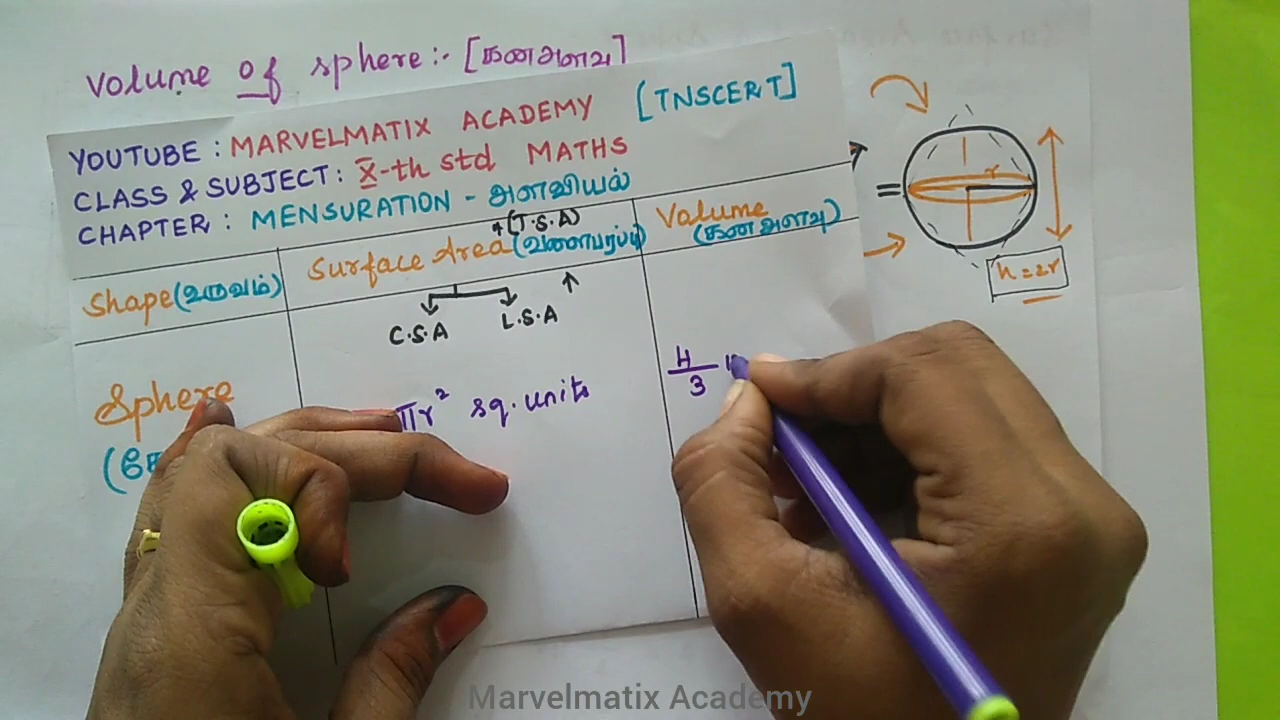 Volume of sphere:- [கனஅளவு]
YOUTUBE : MARVELMATIX ACADEMY [TNSCERT]
CLASS & SUBJECT : X-th std MATHS
CHAPTER : MENSURATION - அளவியல்
Shape(உருவம்)
(T.S.A)
Surface Area(வளைபரப்பு)
Volume
(கனஅளவு)
C.S.A L.S.A
Sphere
πr² sq.units
4/3
r
=
h=2r
Marvelmatix Academy